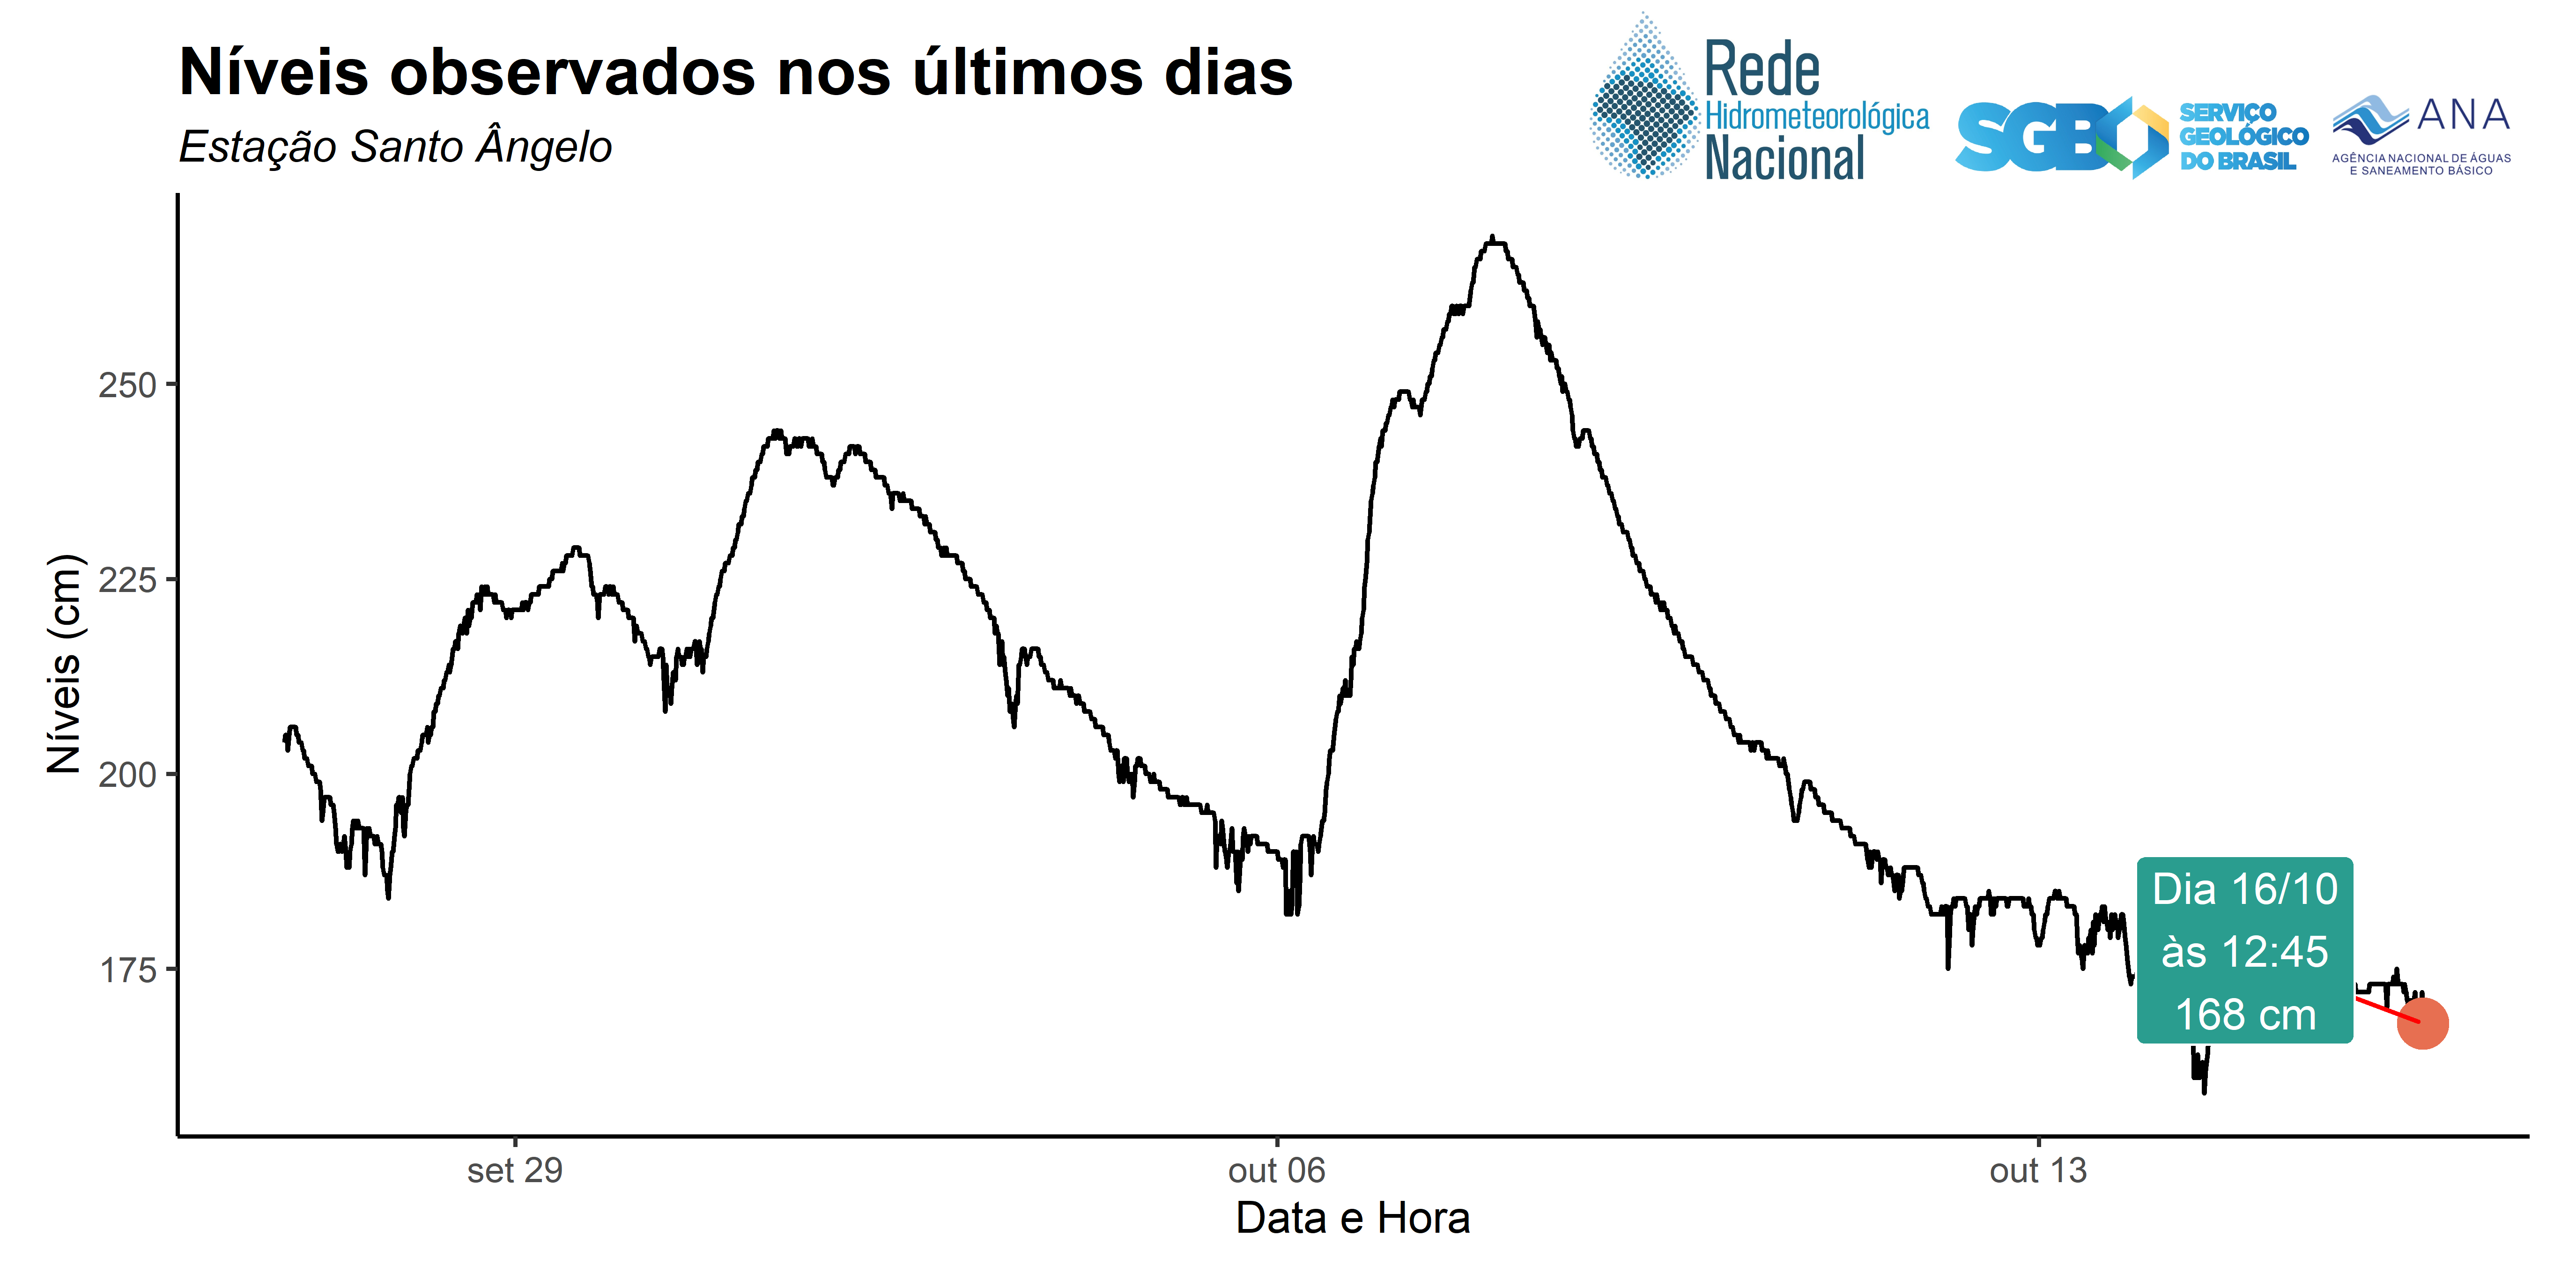 Níveis observados nos últimos dias
Estação Santo Ângelo
Rede
Hidrometeorológica
Nacional
SGB
SERVIÇO
GEOLÓGICO
DO BRASIL
ANA
AGÊNCIA NACIONAL DE ÁGUAS
E SANEAMENTO BÁSICO
Níveis (cm)
250
225
200
175
Dia 16/10
às 12:45
168 cm
set 29
out 06
out 13
Data e Hora